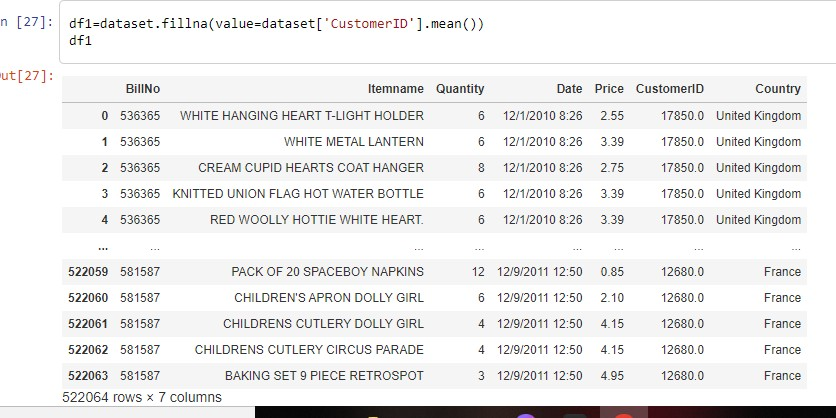 n [27]: df1=dataset.fillna(value=dataset['CustomerID'].mean())
df1
ut[27]:
BillNo Itemname Quantity Date Price CustomerID Country
0 536365 WHITE HANGING HEART T-LIGHT HOLDER 6 12/1/2010 8:26 2.55 17850.0 United Kingdom
1 536365 WHITE METAL LANTERN 6 12/1/2010 8:26 3.39 17850.0 United Kingdom
2 536365 CREAM CUPID HEARTS COAT HANGER 8 12/1/2010 8:26 2.75 17850.0 United Kingdom
3 536365 KNITTED UNION FLAG HOT WATER BOTTLE 6 12/1/2010 8:26 3.39 17850.0 United Kingdom
4 536365 RED WOOLLY HOTTIE WHITE HEART. 6 12/1/2010 8:26 3.39 17850.0 United Kingdom
... ... ... ... ... ... ... ...
522059 581587 PACK OF 20 SPACEBOY NAPKINS 12 12/9/2011 12:50 0.85 12680.0 France
522060 581587 CHILDREN'S APRON DOLLY GIRL 6 12/9/2011 12:50 2.10 12680.0 France
522061 581587 CHILDRENS CUTLERY DOLLY GIRL 4 12/9/2011 12:50 4.15 12680.0 France
522062 581587 CHILDRENS CUTLERY CIRCUS PARADE 4 12/9/2011 12:50 4.15 12680.0 France
522063 581587 BAKING SET 9 PIECE RETROSPOT 3 12/9/2011 12:50 4.95 12680.0 France
522064 rows × 7 columns